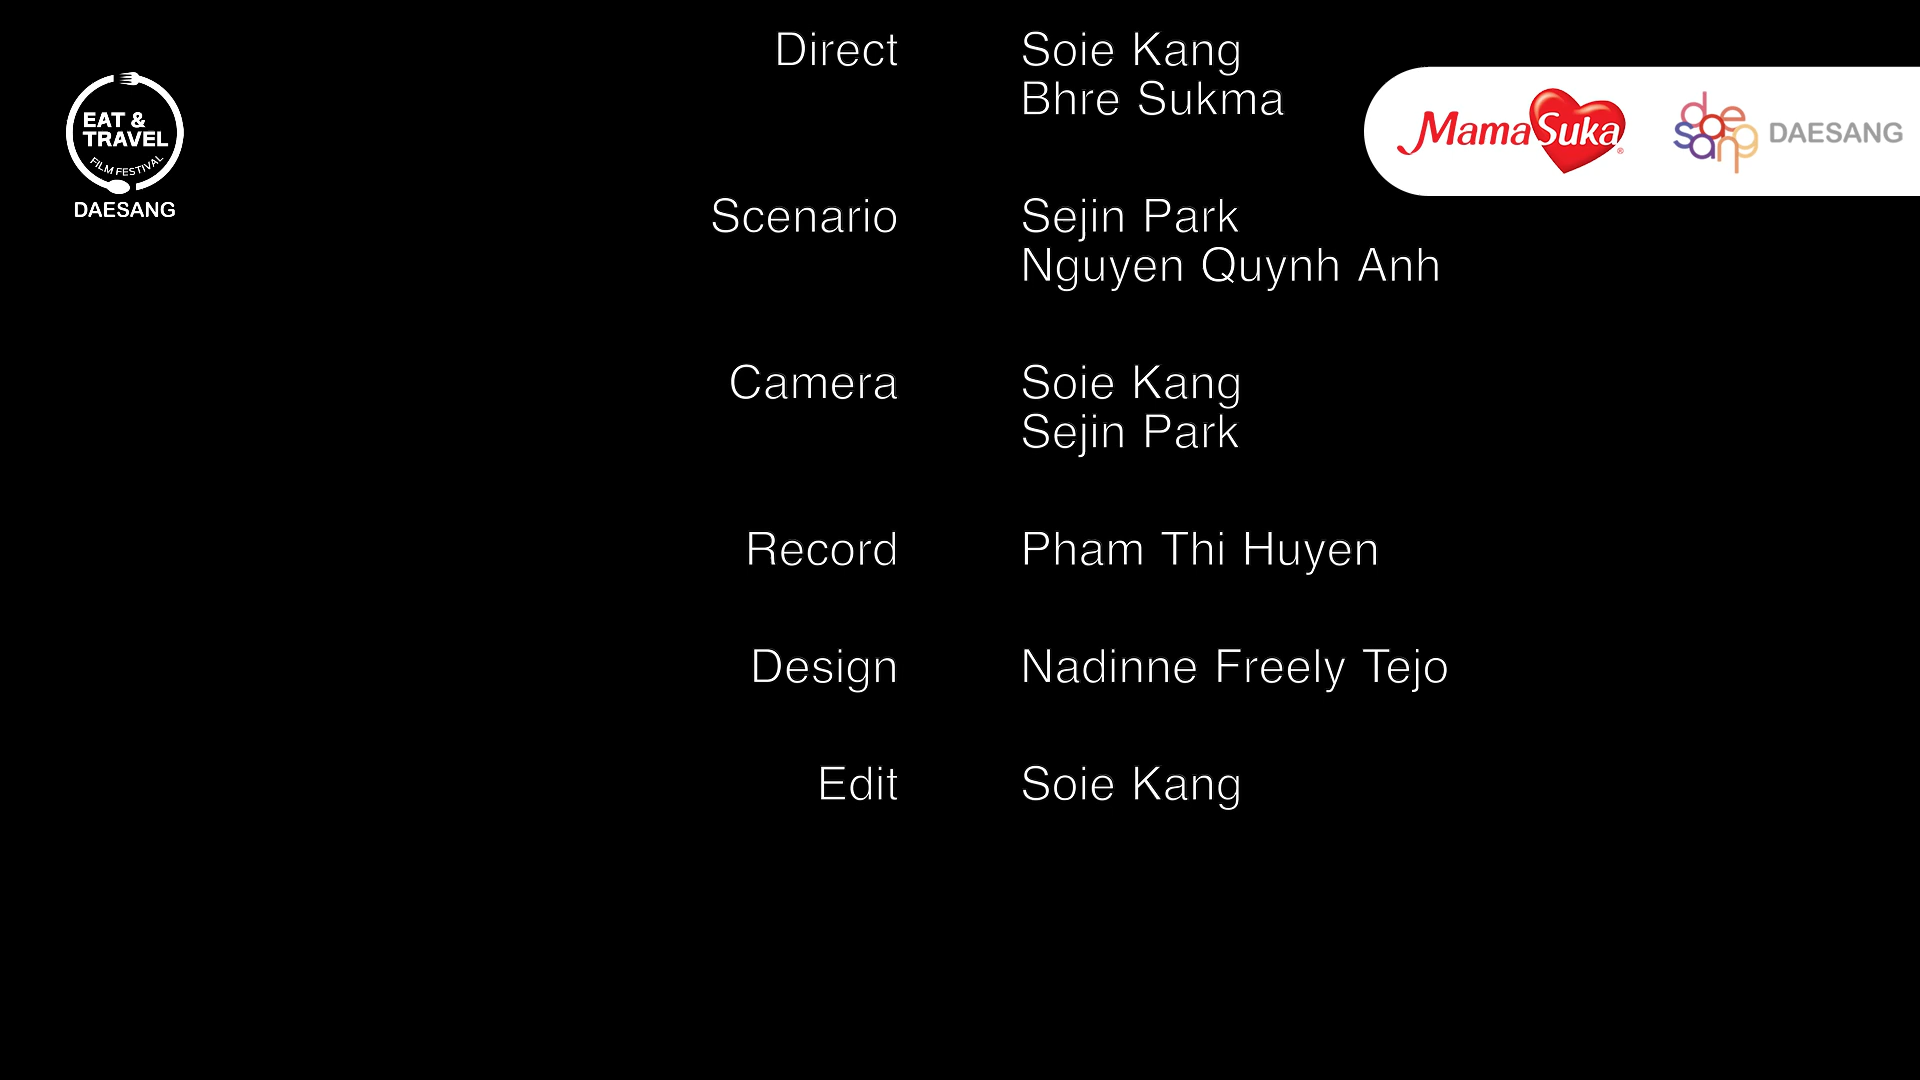 Direct Soie Kang
Bhre Sukma
EAT &
TRAVEL
FILM FESTIVAL
DAESANG
MamaSuka®
daesang DAESANG
Scenario Sejin Park
Nguyen Quynh Anh
Camera Soie Kang
Sejin Park
Record Pham Thi Huyen
Design Nadinne Freely Tejo
Edit Soie Kang